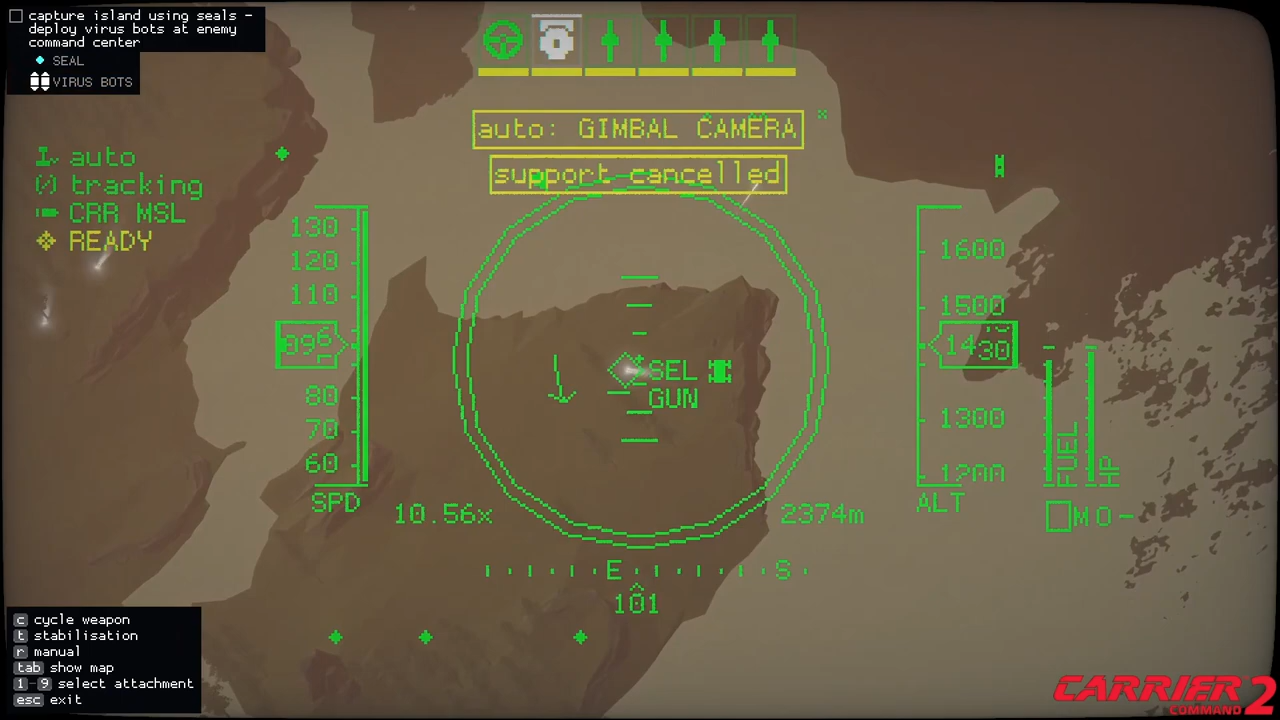 capture island using seals -
deploy virus bots at enemy
command center
SEAL
VIRUS BOTS
auto: GIMBAL CAMERA
support cancelled
auto
tracking
CRR MSL
READY
130
120
110
80
70
60
SPD
1600
1500
1430
1300
1200
ALT
SEL
GUN
FUEL
HP
10.56x
2374m
MO-
E
S
101
c cycle weapon
t stabilisation
r manual
tab show map
1-9 select attachment
esc exit
CARRIER
COMMAND 2